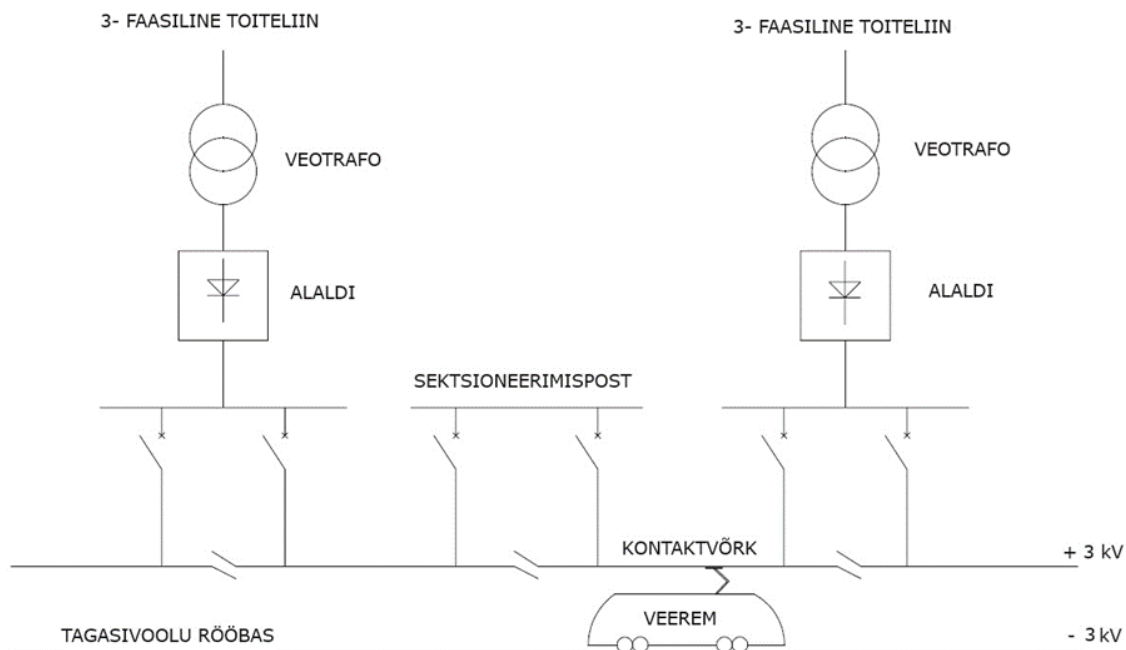 3- FAASILINE TOITELIIN
3- FAASILINE TOITELIIN
VEOTRAFO
VEOTRAFO
ALALDI
ALALDI
SEKTSIONEERIMISPOST
KONTAKTVÕRK
+ 3 kV
VEEREM
TAGASIVOOLU RÖÖBAS
- 3 kV